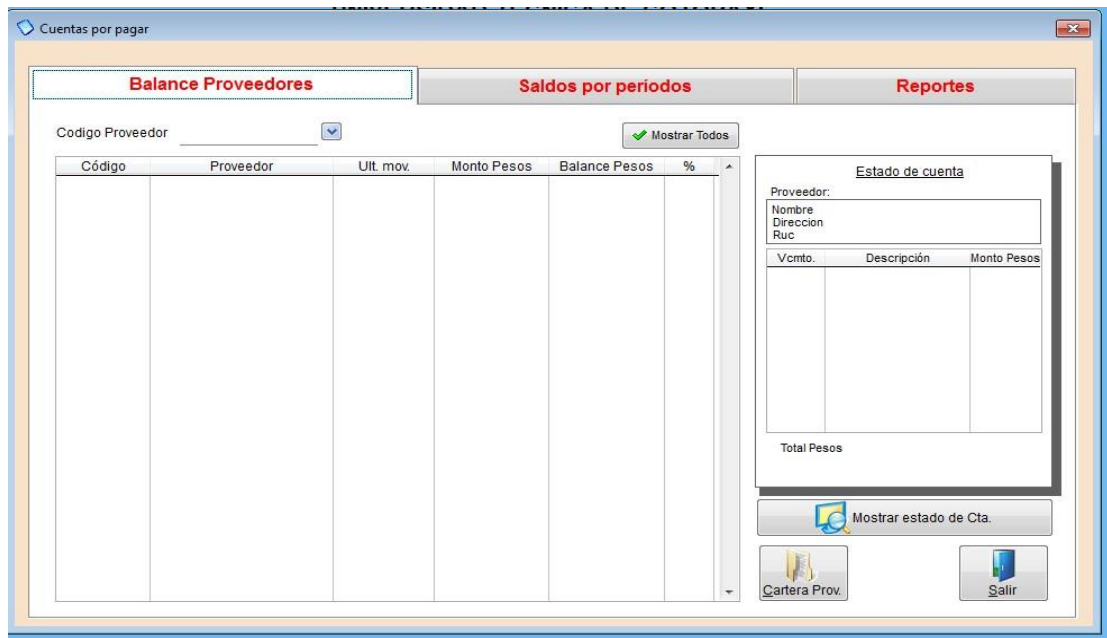 Cuentas por pagar
Balance Proveedores
Saldos por períodos
Reportes
Codigo Proveedor
Mostrar Todos
Código Proveedor Ult. mov. Monto Pesos Balance Pesos %
Estado de cuenta
Proveedor:
Nombre
Direccion
Ruc
Vcmto. Descripción Monto Pesos
Total Pesos
Mostrar estado de Cta.
Cartera Prov.
Salir